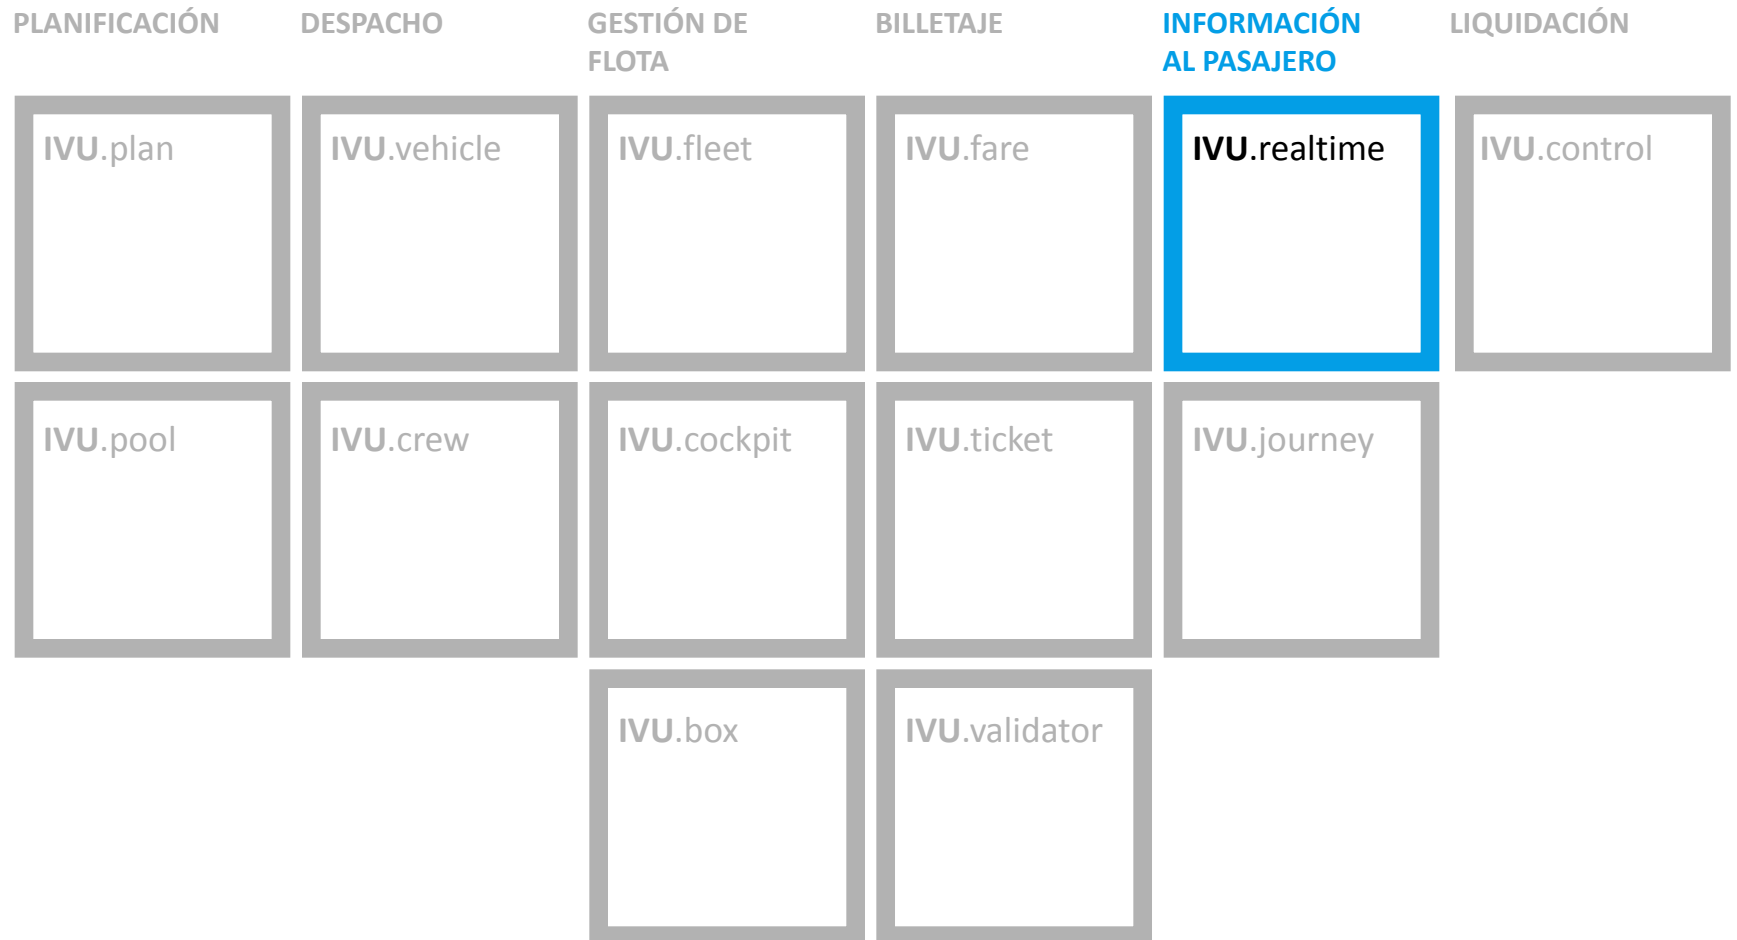 PLANIFICACIÓN
DESPACHO
GESTIÓN DE
FLOTA
BILLETAJE
INFORMACIÓN
AL PASAJERO
LIQUIDACIÓN
IVU.plan
IVU.vehicle
IVU.fleet
IVU.fare
IVU.realtime
IVU.control
IVU.pool
IVU.crew
IVU.cockpit
IVU.ticket
IVU.journey
IVU.box
IVU.validator